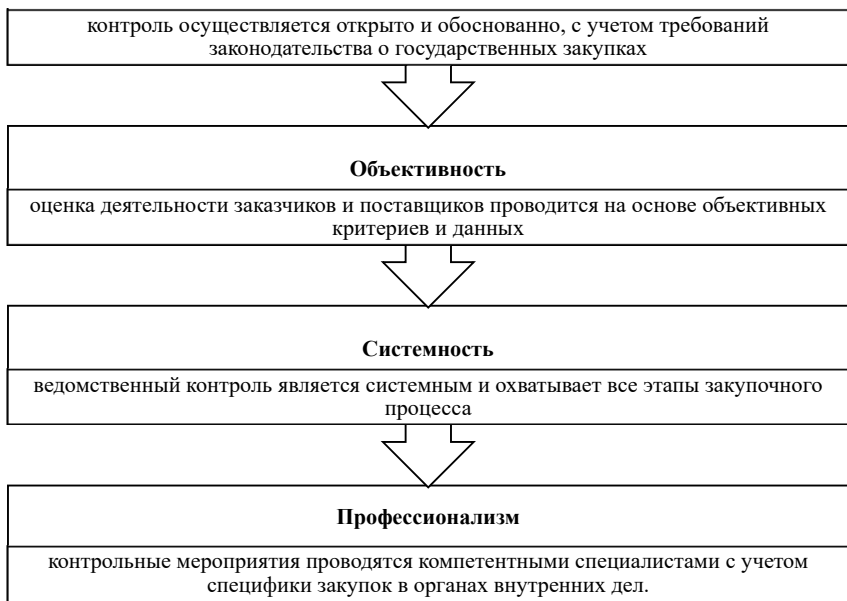 контроль осуществляется открыто и обоснованно, с учетом требований
законодательства о государственных закупках
Объективность
оценка деятельности заказчиков и поставщиков проводится на основе объективных
критериев и данных
Системность
ведомственный контроль является системным и охватывает все этапы закупочного
процесса
Профессионализм
контрольные мероприятия проводятся компетентными специалистами с учетом
специфики закупок в органах внутренних дел.